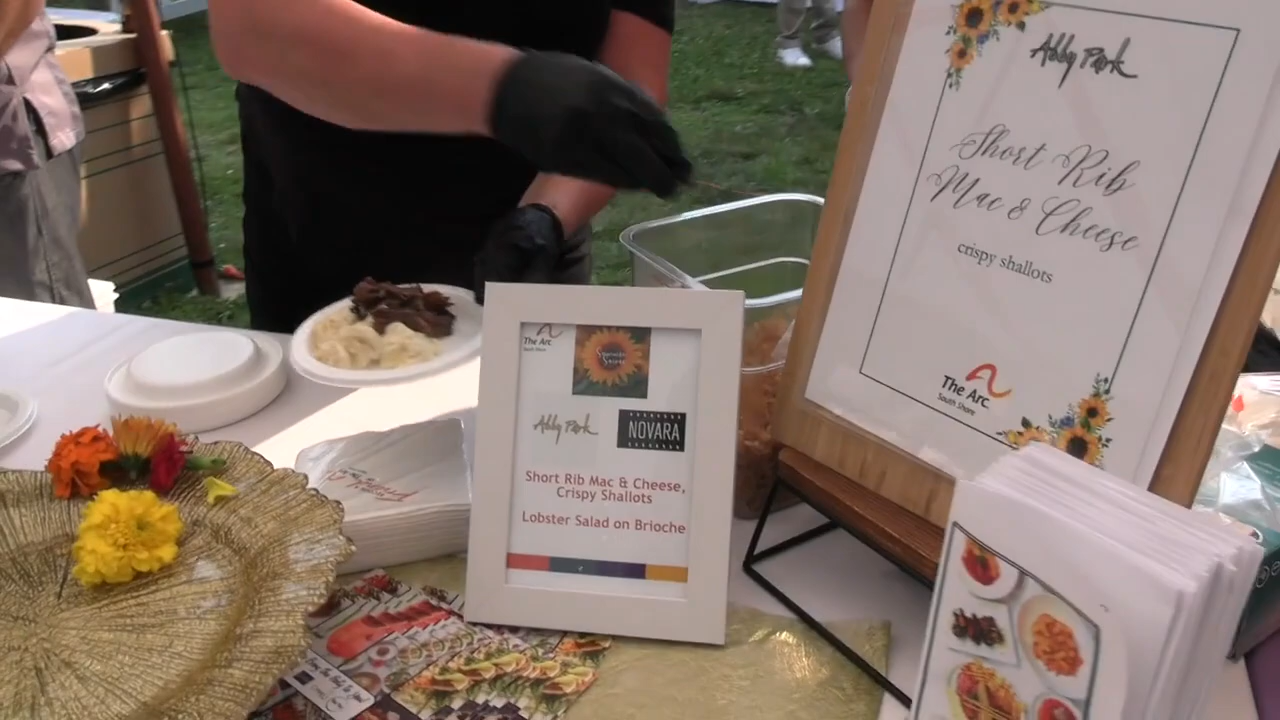 Abby Park
Short Rib
Mac & Cheese
crispy shallots
The Arc
South Shore
The Arc
South Shore
Abby Park
NOVARA
Short Rib Mac & Cheese,
Crispy Shallots
Lobster Salad on Brioche